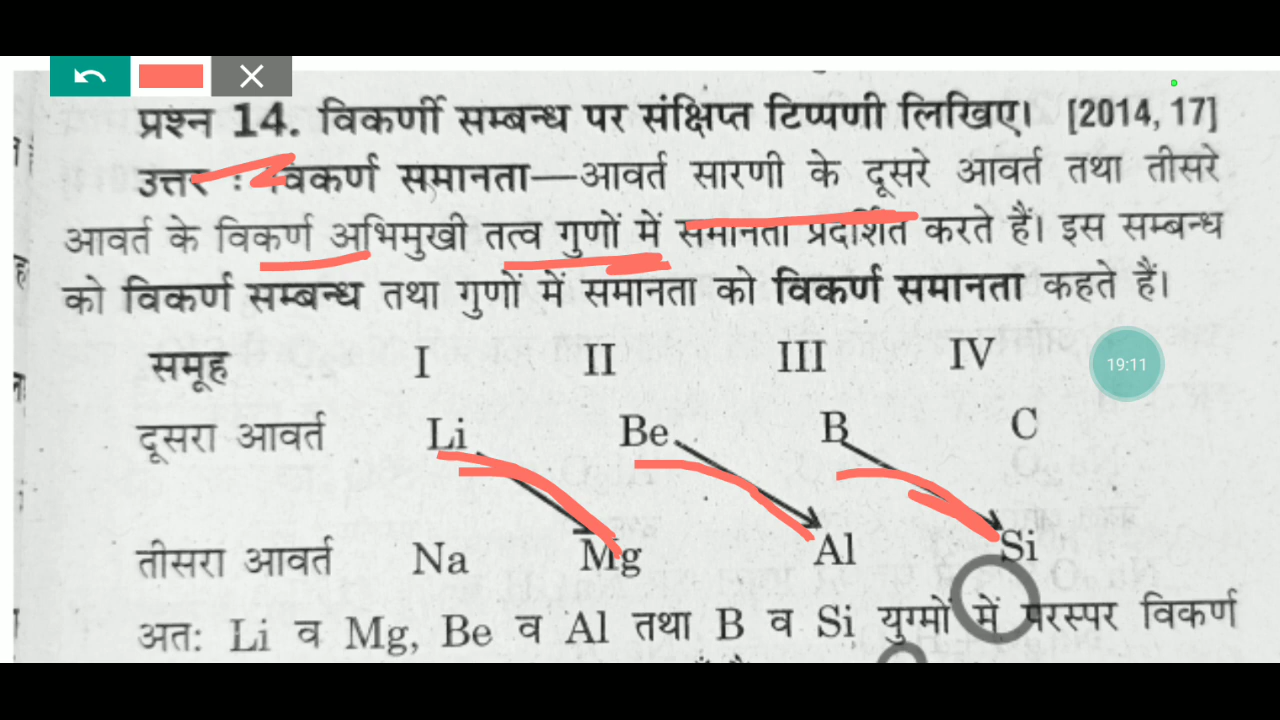 प्रश्न 14. विकर्णी सम्बन्ध पर संक्षिप्त टिप्पणी लिखिए। [2014, 17]
उत्तर : विकर्ण समानता—आवर्त सारणी के दूसरे आवर्त तथा तीसरे
आवर्त के विकर्ण अभिमुखी तत्व गुणों में समानता प्रदर्शित करते हैं। इस सम्बन्ध
को विकर्ण सम्बन्ध तथा गुणों में समानता को विकर्ण समानता कहते हैं।
समूह I II III IV
19:11
दूसरा आवर्त Li Be B C
तीसरा आवर्त Na Mg Al Si
अत: Li व Mg, Be व Al तथा B व Si युग्मों में परस्पर विकर्ण